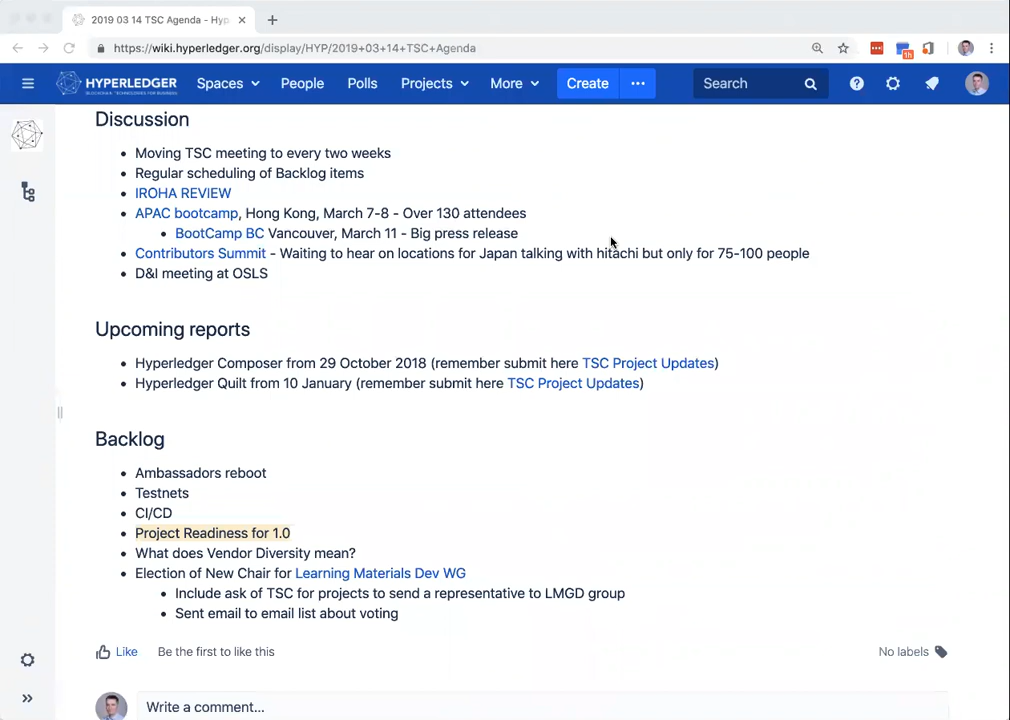 2019 03 14 TSC Agenda - Hyp
https://wiki.hyperledger.org/display/HYP/2019+03+14+TSC+Agenda
1h
HYPERLEDGER
BLOCKCHAIN TECHNOLOGIES FOR BUSINESS
Spaces
People
Polls
Projects
More
Create
Search
Discussion
Moving TSC meeting to every two weeks
Regular scheduling of Backlog items
IROHA REVIEW
APAC bootcamp, Hong Kong, March 7-8 - Over 130 attendees
BootCamp BC Vancouver, March 11 - Big press release
Contributors Summit - Waiting to hear on locations for Japan talking with hitachi but only for 75-100 people
D&I meeting at OSLS
Upcoming reports
Hyperledger Composer from 29 October 2018 (remember submit here TSC Project Updates)
Hyperledger Quilt from 10 January (remember submit here TSC Project Updates)
Backlog
Ambassadors reboot
Testnets
CI/CD
Project Readiness for 1.0
What does Vendor Diversity mean?
Election of New Chair for Learning Materials Dev WG
Include ask of TSC for projects to send a representative to LMGD group
Sent email to email list about voting
Like
Be the first to like this
No labels
Write a comment...